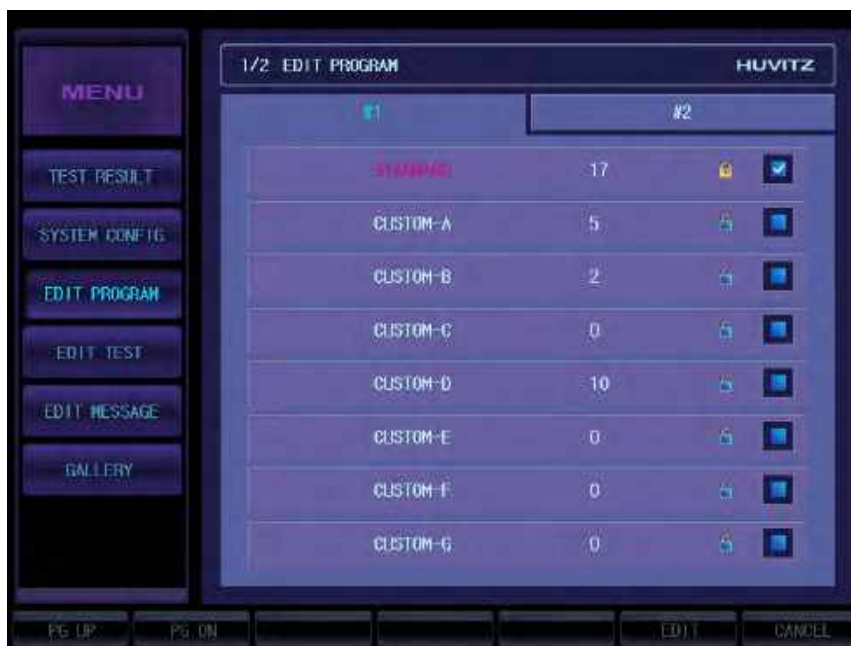 MENU
TEST RESULT
SYSTEM CONFIG
EDIT PROGRAM
EDIT TEST
EDIT MESSAGE
GALLERY
1/2 EDIT PROGRAM HUVITZ
#1 #2
STANDARD 17
CUSTOM-A 5
CUSTOM-B 2
CUSTOM-C 0
CUSTOM-D 10
CUSTOM-E 0
CUSTOM-F 0
CUSTOM-G 0
PG UP PG DN EDIT CANCEL